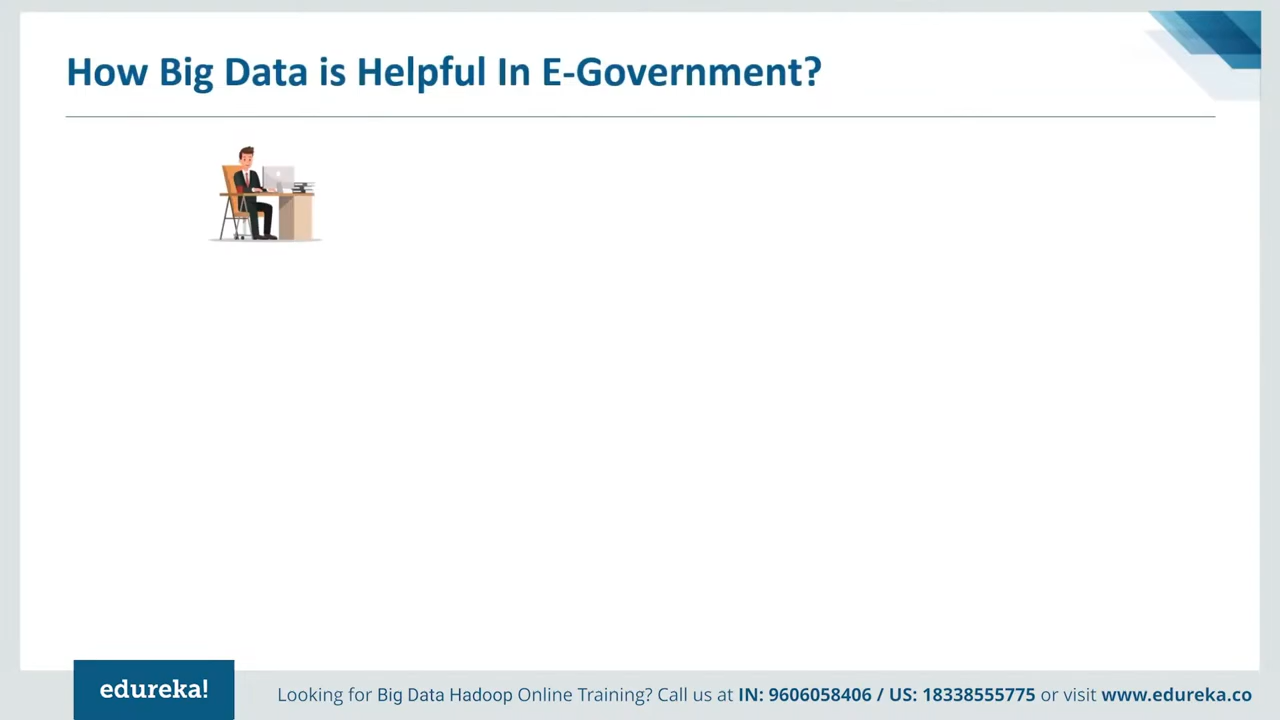 How Big Data is Helpful In E-Government?
edureka!
Looking for Big Data Hadoop Online Training? Call us at IN: 9606058406 / US: 18338555775 or visit www.edureka.co